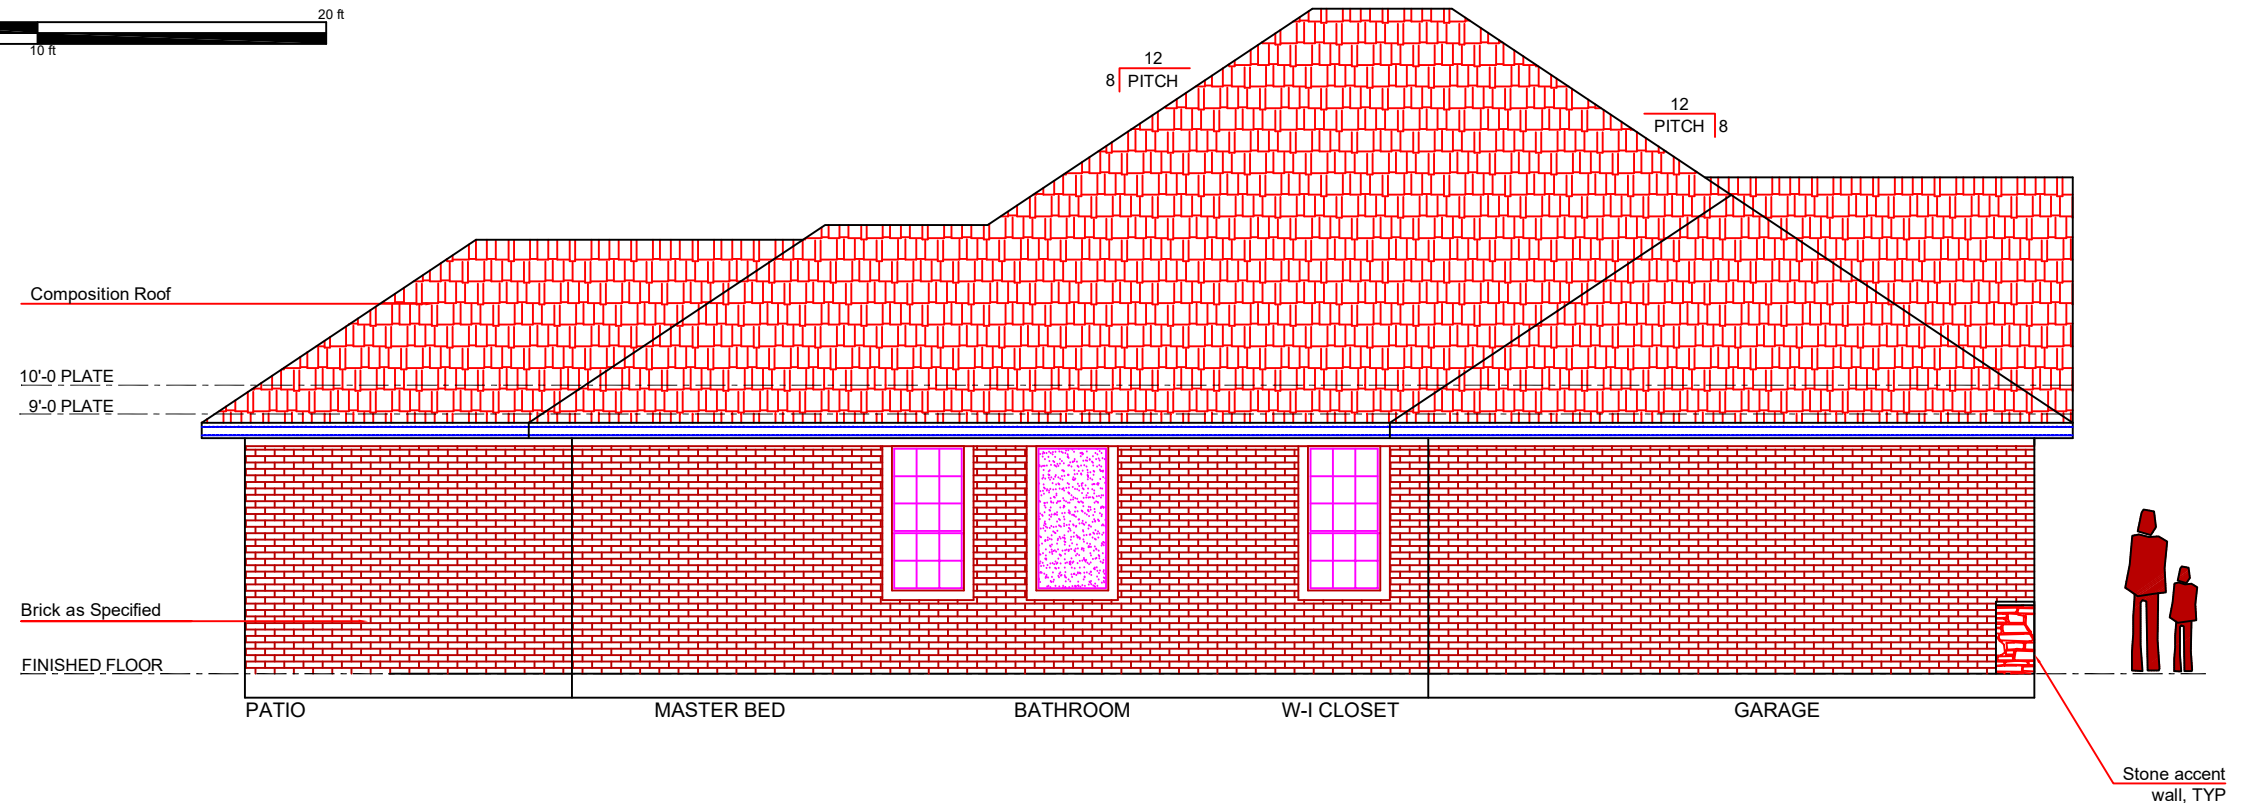 20 ft
10 ft
12
8 PITCH
12
PITCH 8
Composition Roof
10'-0 PLATE
9'-0 PLATE
Brick as Specified
FINISHED FLOOR
PATIO MASTER BED BATHROOM W-I CLOSET GARAGE
Stone accent
wall, TYP